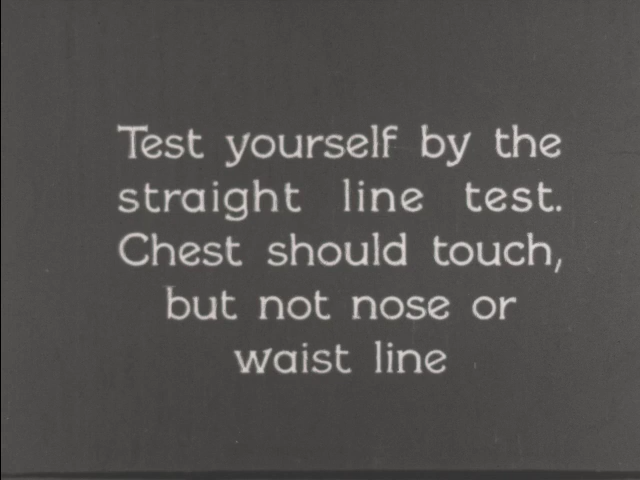 Test yourself by the
straight line test.
Chest should touch,
but not nose or
waist line